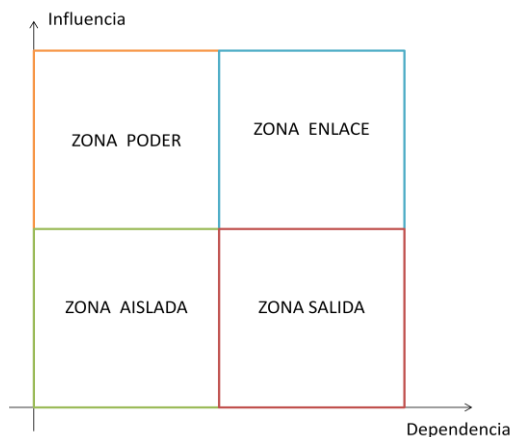 Influencia
ZONA PODER
ZONA ENLACE
ZONA AISLADA
ZONA SALIDA
Dependencia